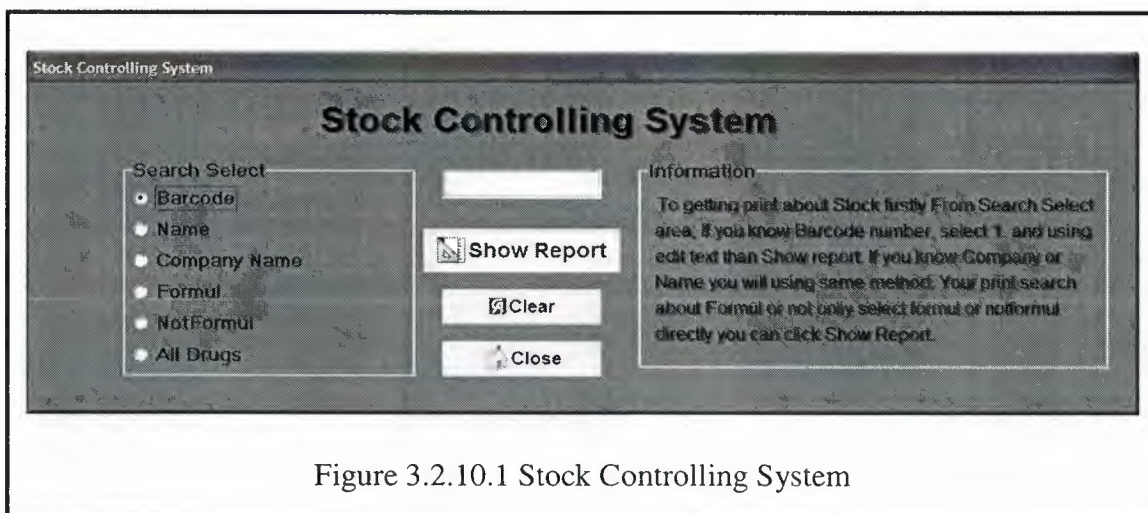 Stock Controlling System
Stock Controlling System
Search Select
Barcode
Name
Company Name
Formul
NotFormul
All Drugs
Show Report
Clear
Close
Information
To getting print about Stock firstly From Search Select
area; If you know Barcode number, select 1. and using
edit text than Show report. If you know Company or
Name you will using same method. Your print search
about Formul or not only select formul or notformul
directly you can click Show Report.
Figure 3.2.10.1 Stock Controlling System